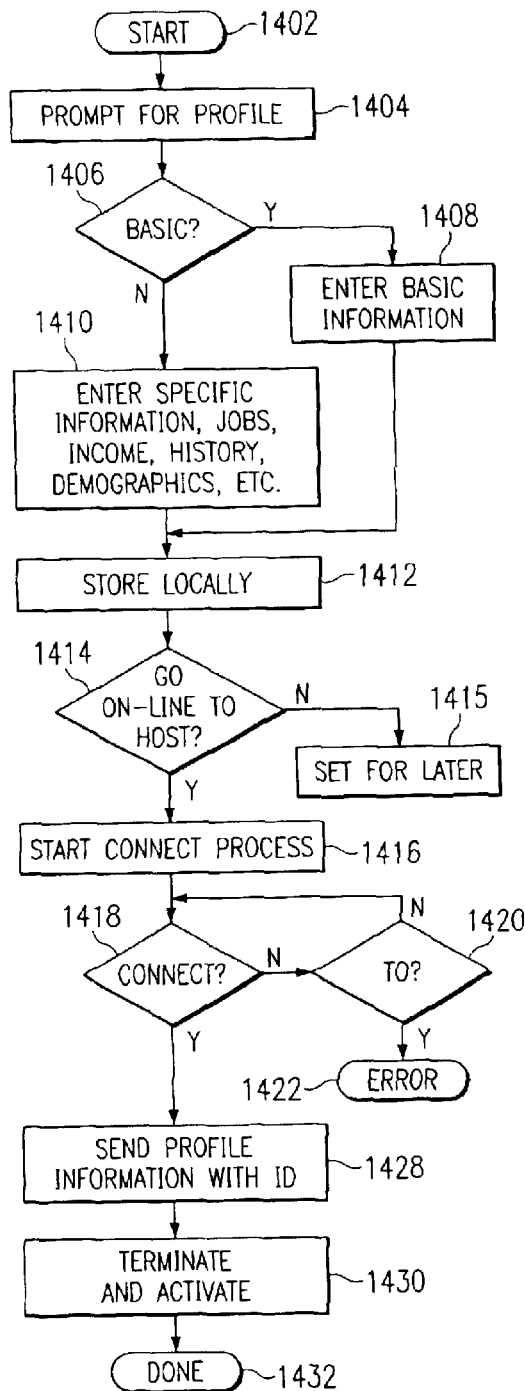 START
1402
PROMPT FOR PROFILE
1404
1406
BASIC?
Y
N
1408
ENTER BASIC
INFORMATION
1410
ENTER SPECIFIC
INFORMATION, JOBS,
INCOME, HISTORY,
DEMOGRAPHICS, ETC.
STORE LOCALLY
1412
1414
GO
ON-LINE TO
HOST?
N
Y
1415
SET FOR LATER
START CONNECT PROCESS
1416
1418
CONNECT?
N
Y
N
1420
TO?
Y
1422
ERROR
SEND PROFILE
INFORMATION WITH ID
1428
TERMINATE
AND ACTIVATE
1430
DONE
1432